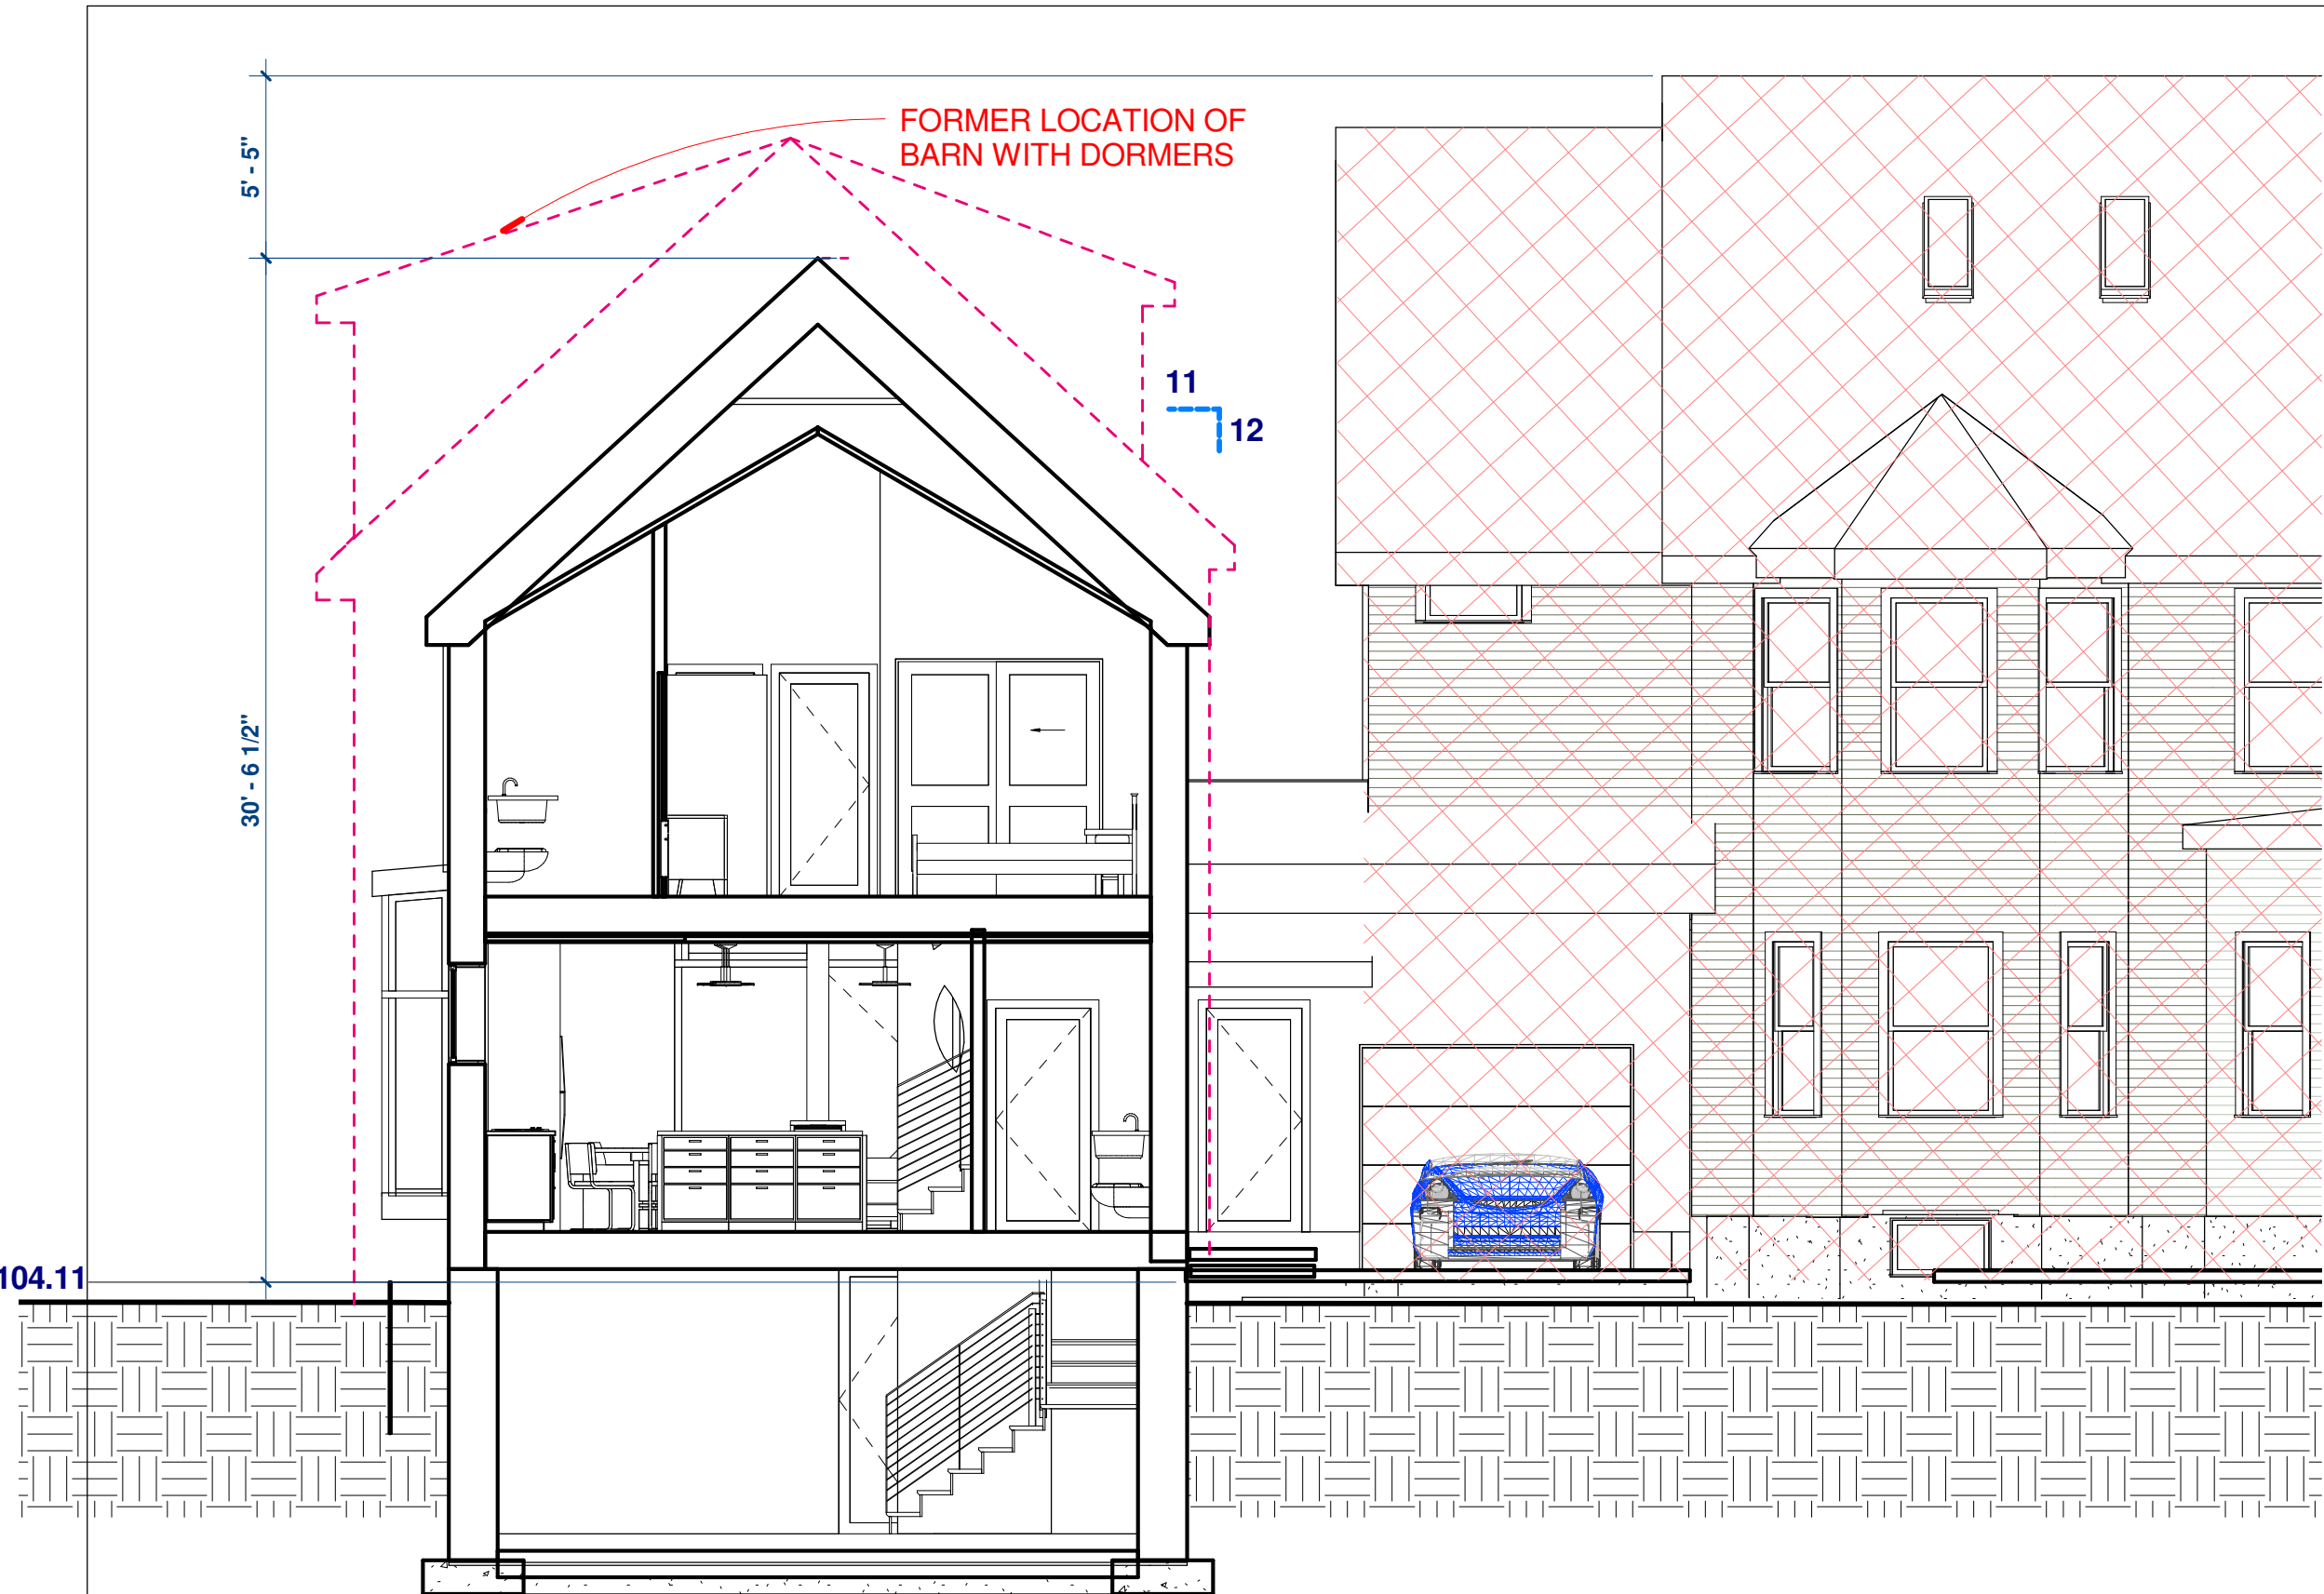 5' - 5"
FORMER LOCATION OF
BARN WITH DORMERS
11
12
30' - 6 1/2"
104.11